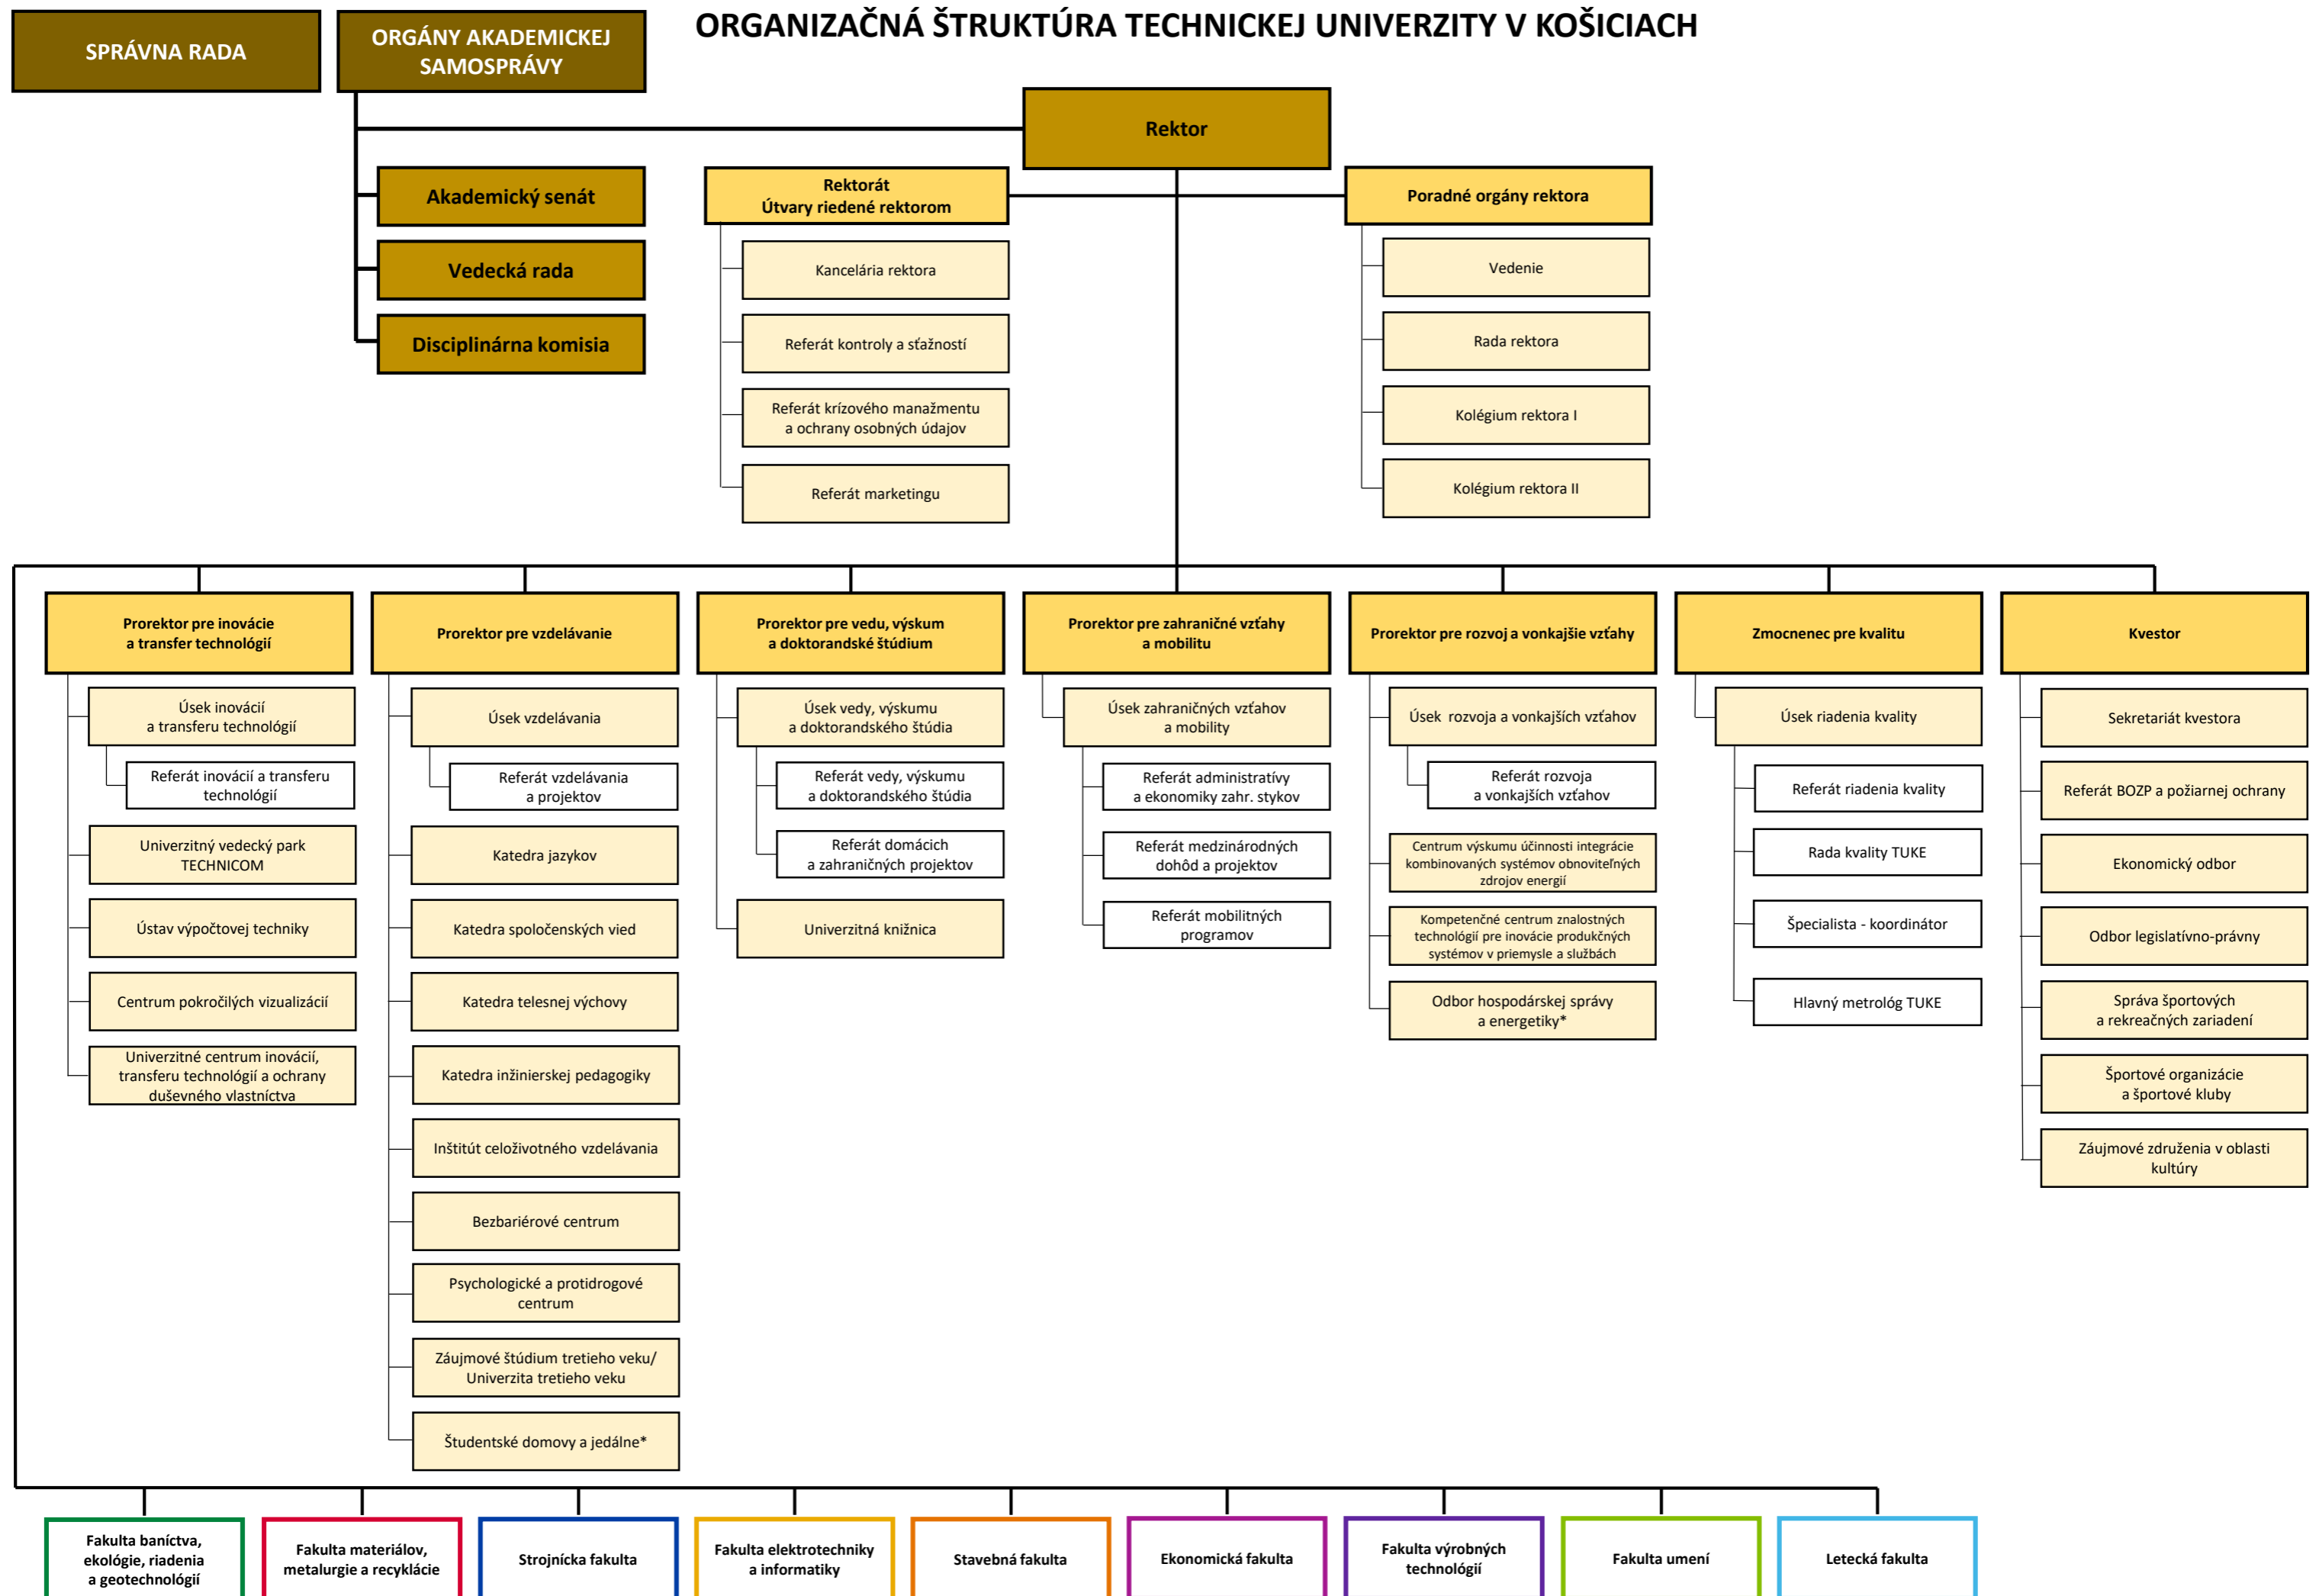 ORGANIZAČNÁ ŠTRUKTÚRA TECHNICKEJ UNIVERZITY V KOŠICIACH
SPRÁVNA RADA
ORGÁNY AKADEMICKEJ
SAMOSPRÁVY
Rektor
Akademický senát
Vedecká rada
Disciplinárna komisia
Rektorát
Útvary riedené rektorom
Kancelária rektora
Referát kontroly a sťažností
Referát krízového manažmentu
a ochrany osobných údajov
Referát marketingu
Poradné orgány rektora
Vedenie
Rada rektora
Kolégium rektora I
Kolégium rektora II
Prorektor pre inovácie
a transfer technológií
Úsek inovácií
a transferu technológií
Referát inovácií a transferu
technológií
Univerzitný vedecký park
TECHNICOM
Ústav výpočtovej techniky
Centrum pokročilých vizualizácií
Univerzitné centrum inovácií,
transferu technológií a ochrany
duševného vlastníctva
Prorektor pre vzdelávanie
Úsek vzdelávania
Referát vzdelávania
a projektov
Katedra jazykov
Katedra spoločenských vied
Katedra telesnej výchovy
Katedra inžinierskej pedagogiky
Inštitút celoživotného vzdelávania
Bezbariérové centrum
Psychologické a protidrogové
centrum
Záujmové štúdium tretieho veku/
Univerzita tretieho veku
Študentské domovy a jedálne*
Prorektor pre vedu, výskum
a doktorandské štúdium
Úsek vedy, výskumu
a doktorandského štúdia
Referát vedy, výskumu
a doktorandského štúdia
Referát domácich
a zahraničných projektov
Univerzitná knižnica
Prorektor pre zahraničné vzťahy
a mobilitu
Úsek zahraničných vzťahov
a mobility
Referát administratívy
a ekonomiky zahr. stykov
Referát medzinárodných
dohôd a projektov
Referát mobilitných
programov
Prorektor pre rozvoj a vonkajšie vzťahy
Úsek rozvoja a vonkajších vzťahov
Referát rozvoja
a vonkajších vzťahov
Centrum výskumu účinnosti integrácie
kombinovaných systémov obnoviteľných
zdrojov energií
Kompetenčné centrum znalostných
technológií pre inovácie produkčných
systémov v priemysle a službách
Odbor hospodárskej správy
a energetiky*
Zmocnenec pre kvalitu
Úsek riadenia kvality
Referát riadenia kvality
Rada kvality TUKE
Špecialista - koordinátor
Hlavný metrológ TUKE
Kvestor
Sekretariát kvestora
Referát BOZP a požiarnej ochrany
Ekonomický odbor
Odbor legislatívno-právny
Správa športových
a rekreačných zariadení
Športové organizácie
a športové kluby
Záujmové združenia v oblasti
kultúry
Fakulta baníctva,
ekológie, riadenia
a geotechnológií
Fakulta materiálov,
metalurgie a recyklácie
Strojnícka fakulta
Fakulta elektrotechniky
a informatiky
Stavebná fakulta
Ekonomická fakulta
Fakulta výrobných
technológií
Fakulta umení
Letecká fakulta